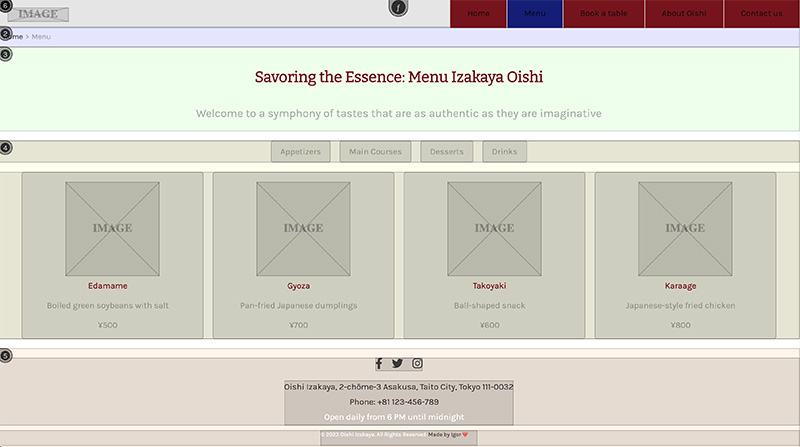 6
IMAGE
1
Home
Menu
Book a table
About Oishi
Contact us
2
me > Menu
3
Savoring the Essence: Menu Izakaya Oishi
Welcome to a symphony of tastes that are as authentic as they are imaginative
4
Appetizers
Main Courses
Desserts
Drinks
IMAGE
IMAGE
IMAGE
IMAGE
Edamame
Gyoza
Takoyaki
Karaage
Boiled green soybeans with salt
Pan-fried Japanese dumplings
Ball-shaped snack
Japanese-style fried chicken
¥500
¥700
¥600
¥800
5
Oishi Izakaya, 2-chōme-3 Asakusa, Taito City, Tokyo 111-0032
Phone: +81 123-456-789
Open daily from 6 PM until midnight
© 2023 Oishi Izakaya. All Rights Reserved. Made by Igor ❤️